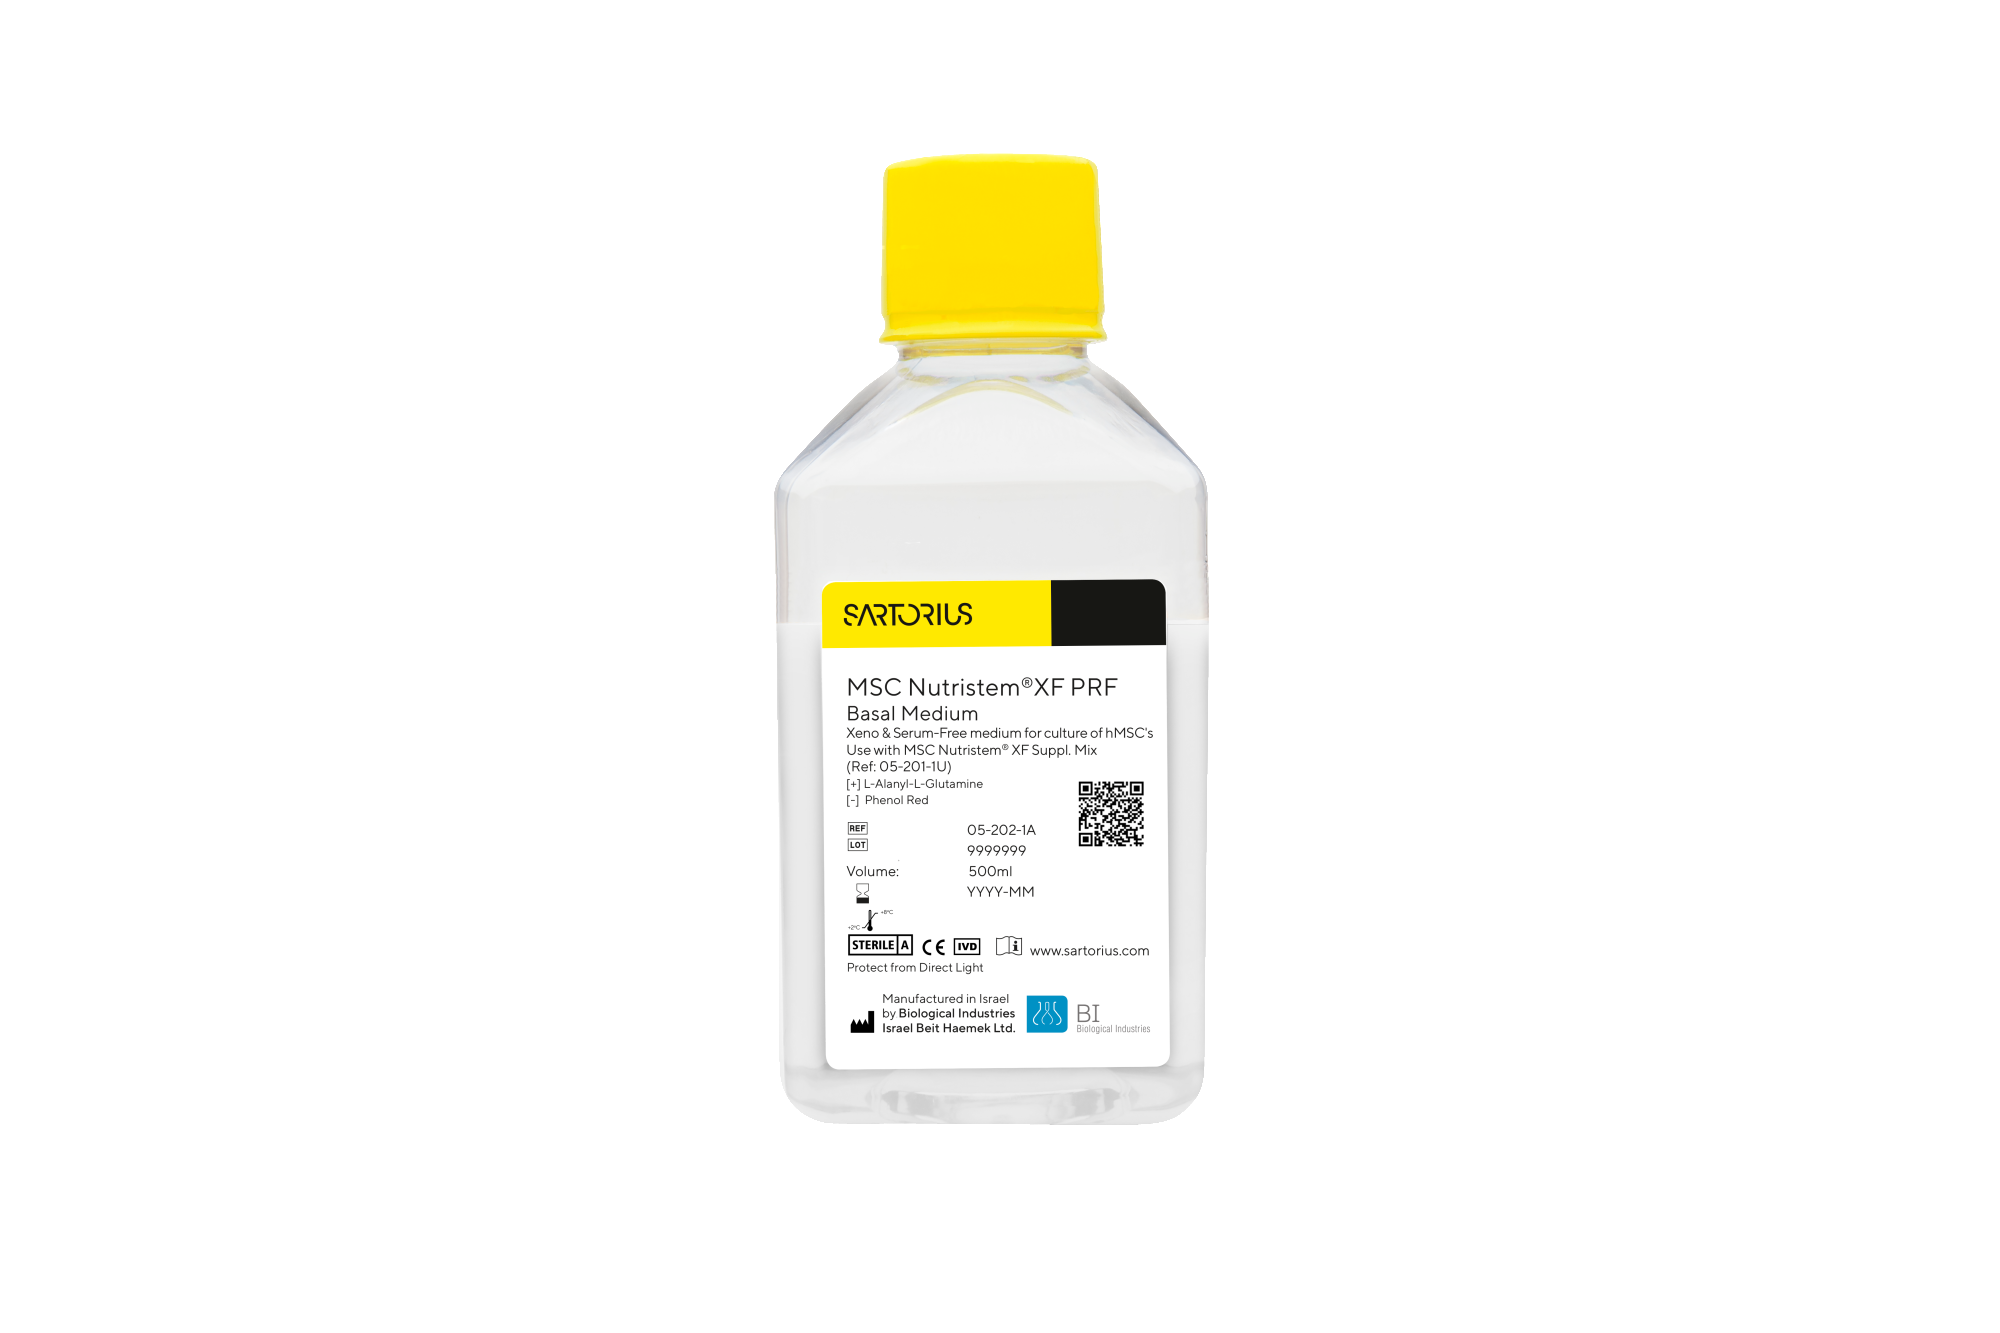 SARTORIUS
MSC Nutristem®XF PRF
Basal Medium
Xeno & Serum-Free medium for culture of hMSC's
Use with MSC Nutristem® XF Suppl. Mix
(Ref: 05-201-1U)
[+] L-Alanyl-L-Glutamine
[-] Phenol Red
REF 05-202-1A
LOT 9999999
Volume: 500ml
YYYY-MM
+8°C
+2°C
STERILE A CE IVD i www.sartorius.com
Protect from Direct Light
Manufactured in Israel
by Biological Industries
Israel Beit Haemek Ltd.
BI
Biological Industries